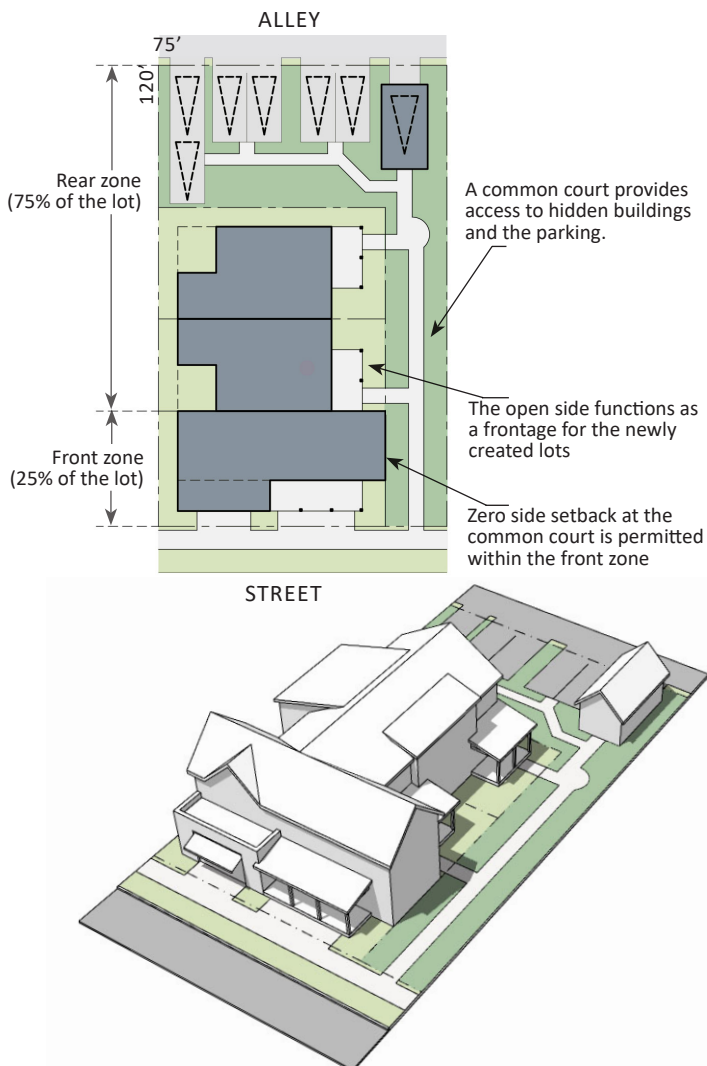 ALLEY
75’
120’
Rear zone
(75% of the lot)
A common court provides
access to hidden buildings
and the parking.
The open side functions as
a frontage for the newly
created lots
Front zone
(25% of the lot)
Zero side setback at the
common court is permitted
within the front zone
STREET